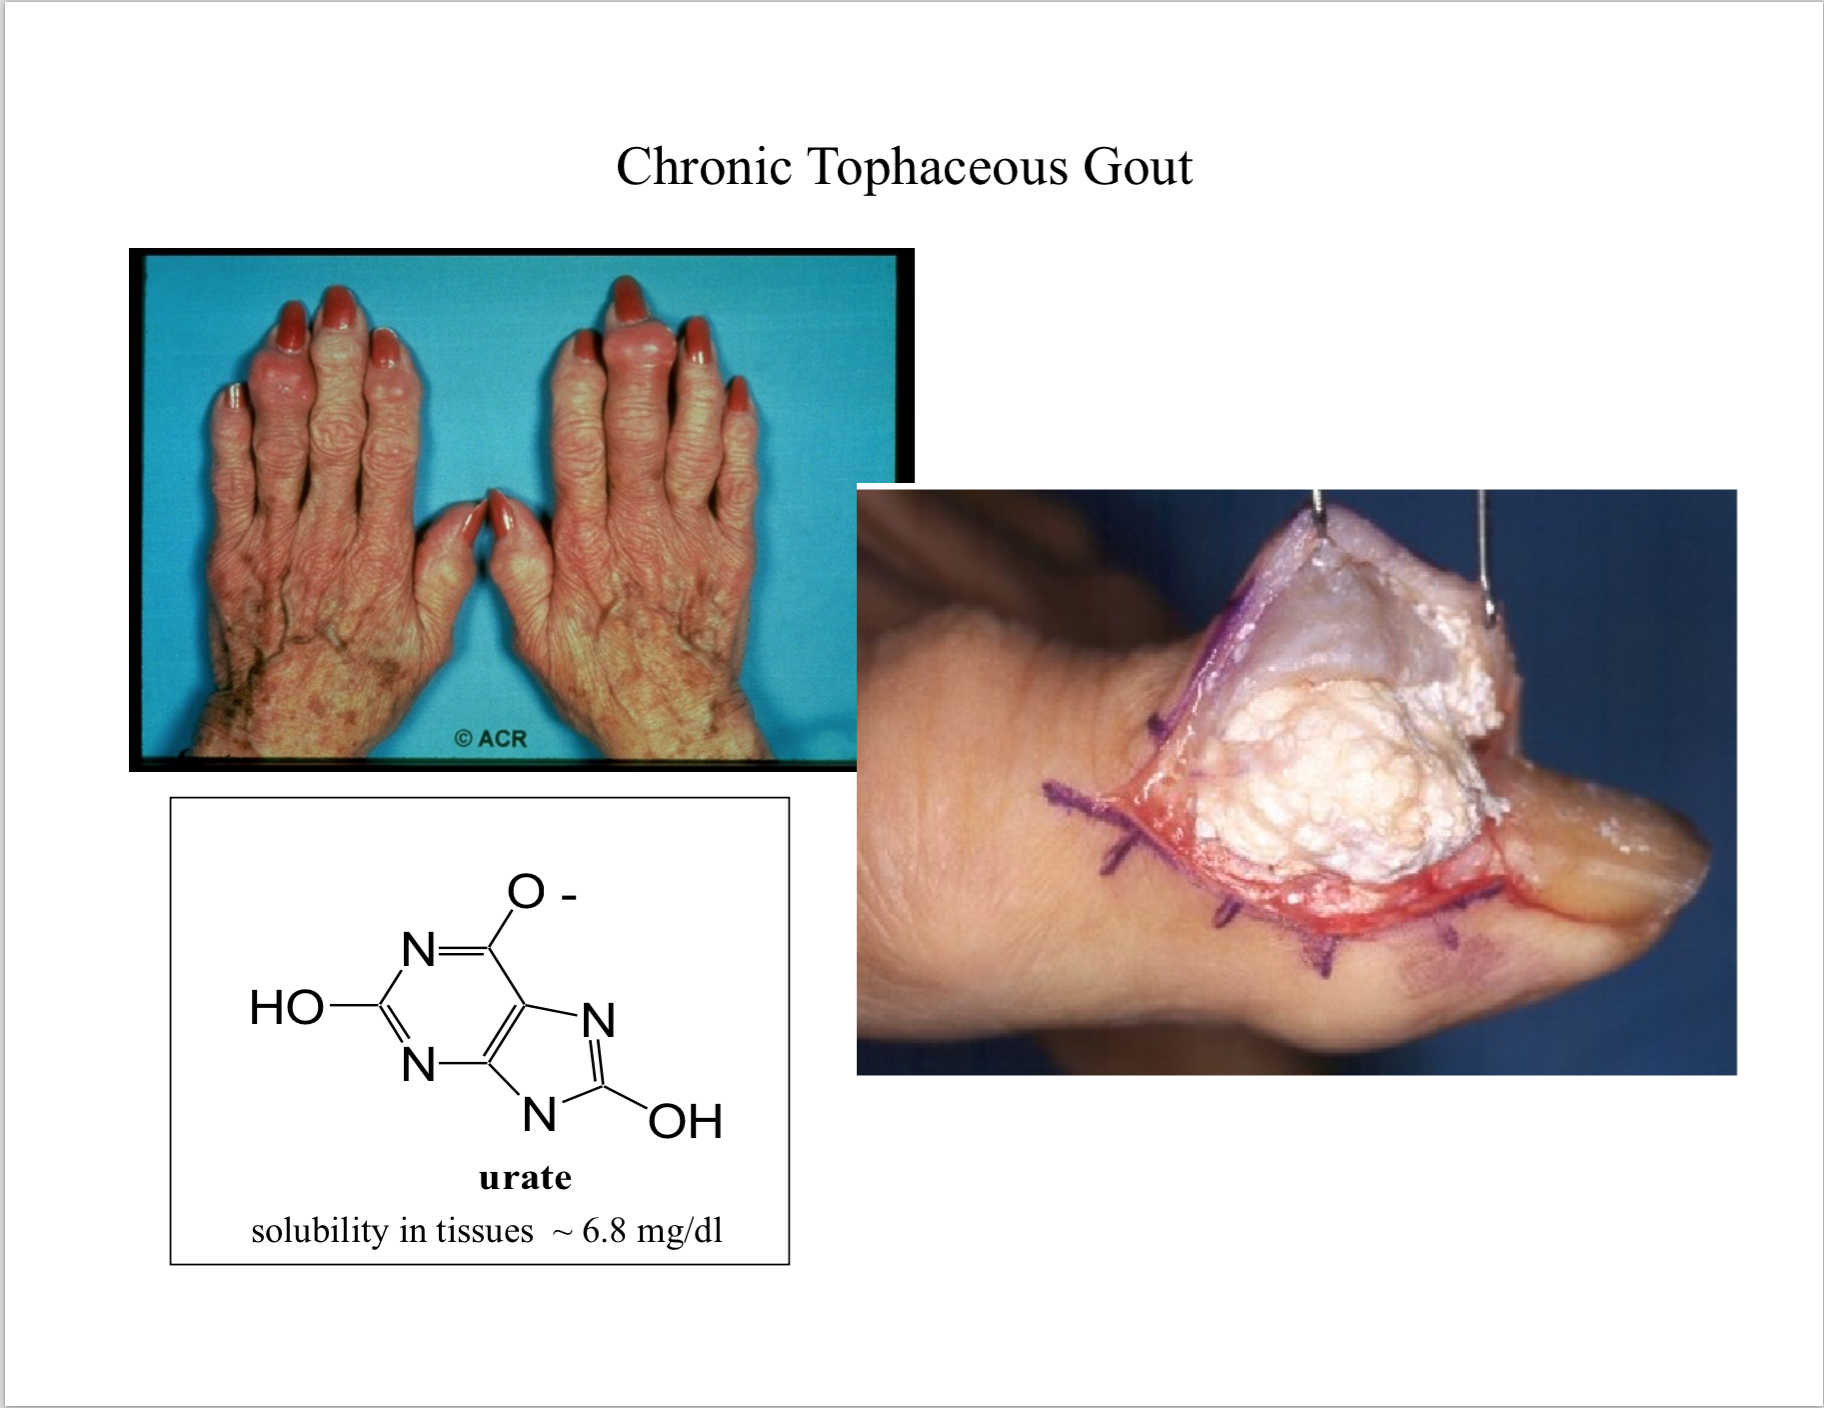 Chronic Tophaceous Gout
© ACR
O -
N
HO
N
N
N
OH
urate
solubility in tissues ~ 6.8 mg/dl